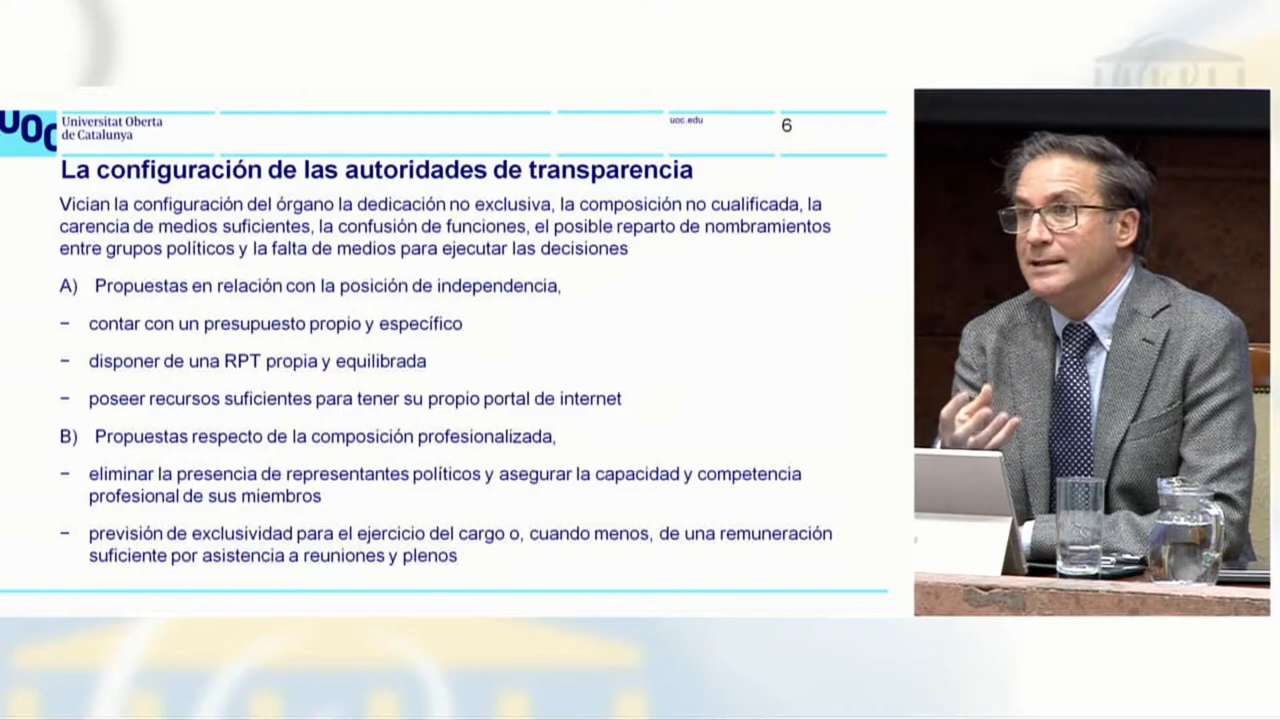 UOC
Universitat Oberta
de Catalunya
uoc.edu
6
La configuración de las autoridades de transparencia
Vician la configuración del órgano la dedicación no exclusiva, la composición no cualificada, la
carencia de medios suficientes, la confusión de funciones, el posible reparto de nombramientos
entre grupos políticos y la falta de medios para ejecutar las decisiones
A) Propuestas en relación con la posición de independencia,
− contar con un presupuesto propio y específico
− disponer de una RPT propia y equilibrada
− poseer recursos suficientes para tener su propio portal de internet
B) Propuestas respecto de la composición profesionalizada,
− eliminar la presencia de representantes políticos y asegurar la capacidad y competencia
profesional de sus miembros
− previsión de exclusividad para el ejercicio del cargo o, cuando menos, de una remuneración
suficiente por asistencia a reuniones y plenos